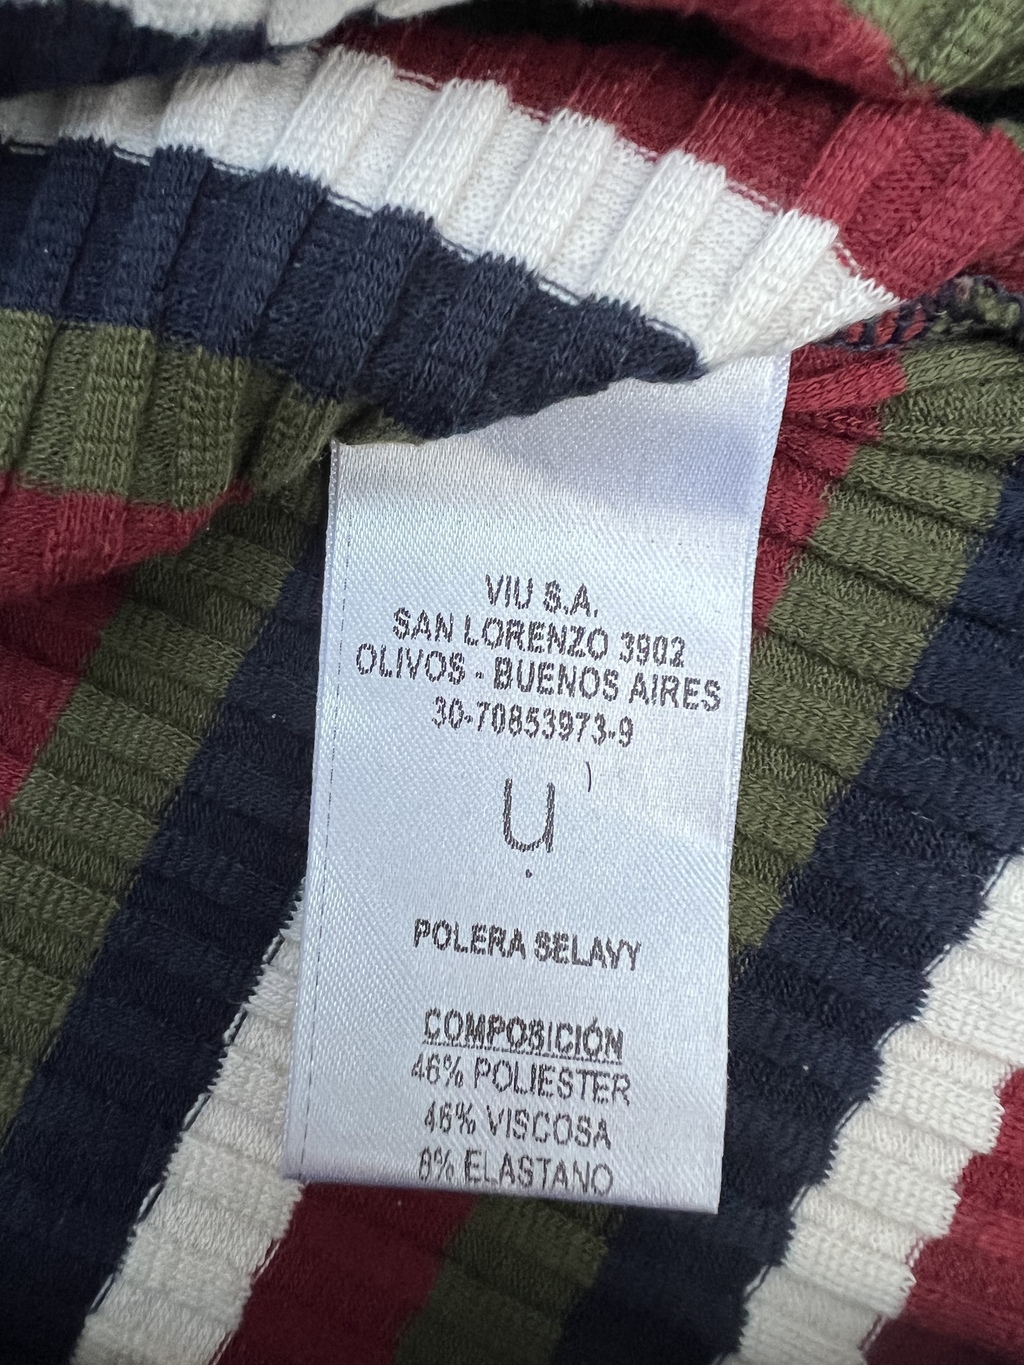 VIU S.A.
SAN LORENZO 3902
OLIVOS - BUENOS AIRES
30-70853973-9
U
POLERA SELAVY
COMPOSICIÓN
46% POLIESTER
46% VISCOSA
8% ELASTANO